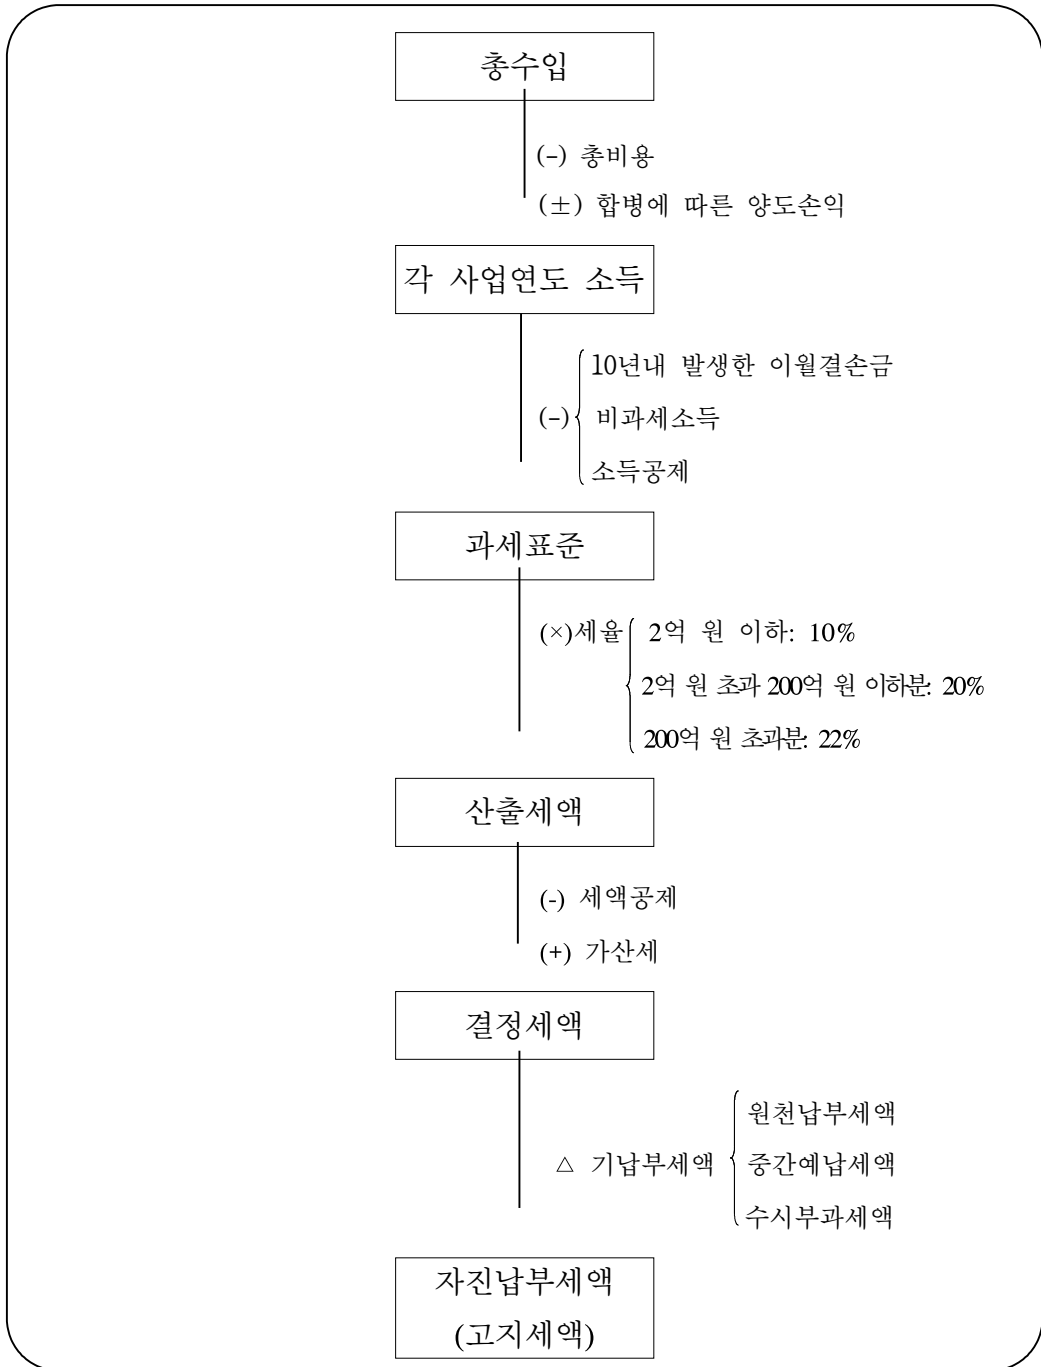 총수입
(-) 총비용
(±) 합병에 따른 양도손익
각 사업연도 소득
10년내 발생한 이월결손금
(-) 비과세소득
소득공제
과세표준
(×)세율 2억 원 이하: 10%
2억 원 초과 200억 원 이하분: 20%
200억 원 초과분: 22%
산출세액
(-) 세액공제
(+) 가산세
결정세액
원천납부세액
△ 기납부세액 중간예납세액
수시부과세액
자진납부세액
(고지세액)